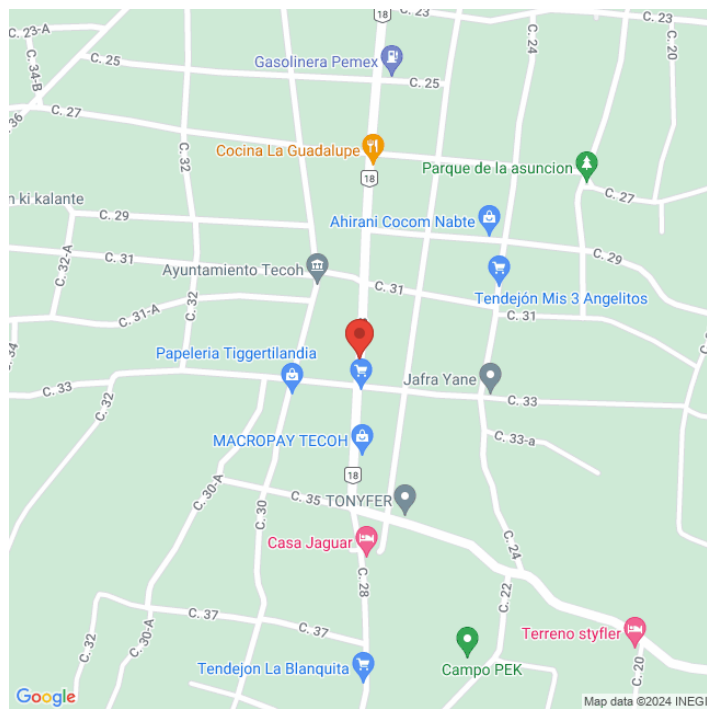 C. 23-A
18
C. 23
C. 23
C. 24
C. 20
Gasolinera Pemex
C. 25
C. 25
C. 34-B
36
C. 27
C. 32
Cocina La Guadalupe
18
Parque de la asuncion
C. 27
n ki kalante
C. 29
Ahirani Cocom Nabte
C. 29
C. 32-A
C. 31
Ayuntamiento Tecoh
C. 31
Tendejón Mis 3 Angelitos
C. 32
C. 31-A
C. 31
C. 34
Papeleria Tiggertilandia
Jafra Yane
C. 33
C. 33
C. 32
MACROPAY TECOH
C. 33-a
18
C. 30-A
C. 35
TONYFER
C. 30
Casa Jaguar
C. 24
C. 28
C. 22
C. 37
C. 37
C. 30-A
C. 32
Terreno styfler
Tendejon La Blanquita
Campo PEK
C. 20
Google
Map data ©2024 INEGI